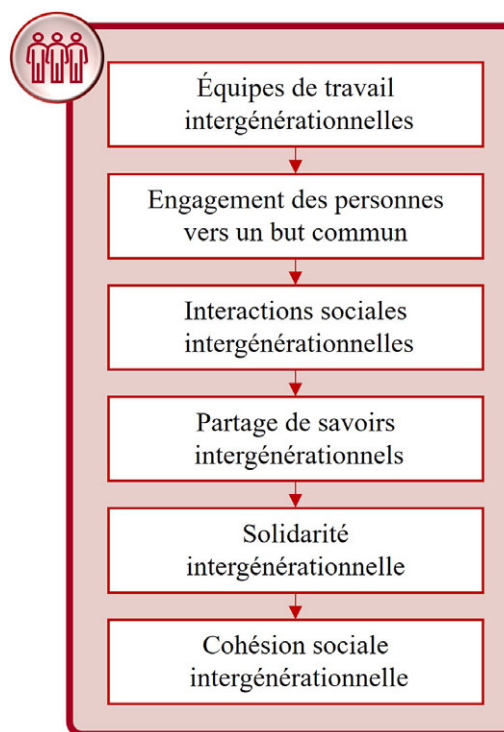 Équipes de travail
intergénérationnelles
Engagement des personnes
vers un but commun
Interactions sociales
intergénérationnelles
Partage de savoirs
intergénérationnels
Solidarité
intergénérationnelle
Cohésion sociale
intergénérationnelle